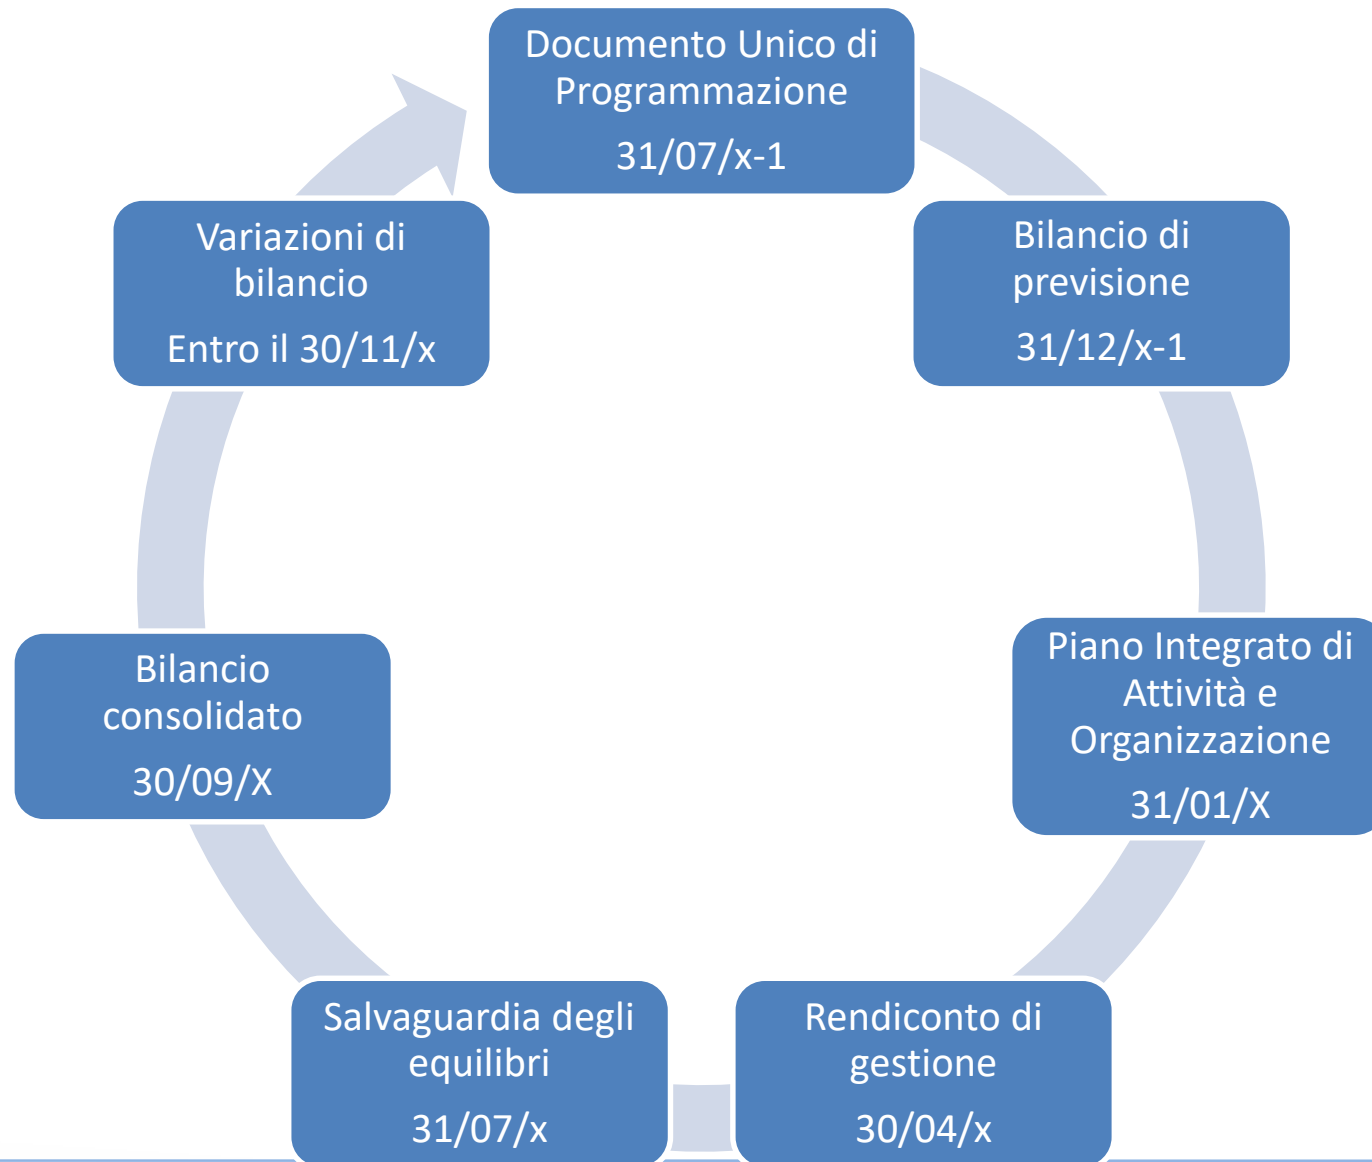 Documento Unico di
Programmazione
31/07/x-1
Bilancio di
previsione
31/12/x-1
Piano Integrato di
Attività e
Organizzazione
31/01/X
Rendiconto di
gestione
30/04/x
Salvaguardia degli
equilibri
31/07/x
Bilancio
consolidato
30/09/X
Variazioni di
bilancio
Entro il 30/11/x